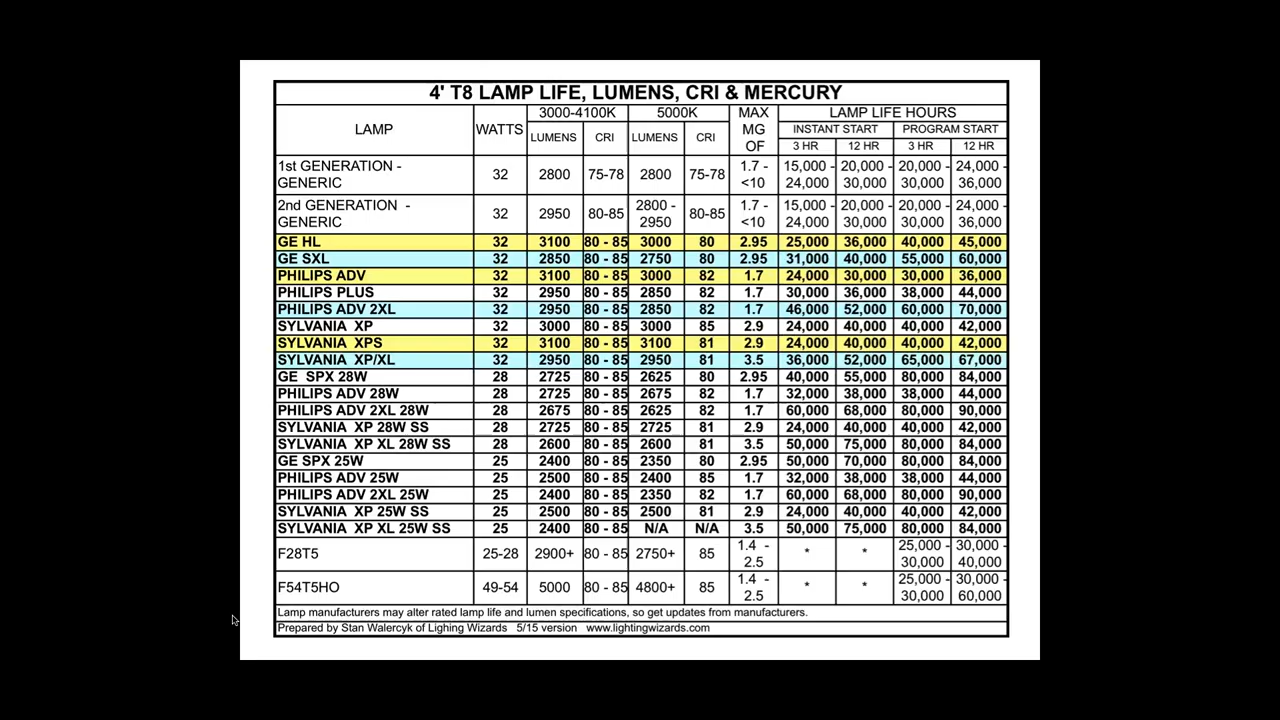 4' T8 LAMP LIFE, LUMENS, CRI & MERCURY
LAMP WATTS 3000-4100K 5000K MAX MG OF LAMP LIFE HOURS
LUMENS CRI LUMENS CRI INSTANT START PROGRAM START
3 HR 12 HR 3 HR 12 HR
1st GENERATION - GENERIC 32 2800 75-78 2800 75-78 1.7 - <10 15,000 - 24,000 20,000 - 30,000 20,000 - 30,000 24,000 - 36,000
2nd GENERATION - GENERIC 32 2950 80-85 2800 - 2950 80-85 1.7 - <10 15,000 - 24,000 20,000 - 30,000 20,000 - 30,000 24,000 - 36,000
GE HL 32 3100 80 - 85 3000 80 2.95 25,000 36,000 40,000 45,000
GE SXL 32 2850 80 - 85 2750 80 2.95 31,000 40,000 55,000 60,000
PHILIPS ADV 32 3100 80 - 85 3000 82 1.7 24,000 30,000 30,000 36,000
PHILIPS PLUS 32 2950 80 - 85 2850 82 1.7 30,000 36,000 38,000 44,000
PHILIPS ADV 2XL 32 2950 80 - 85 2850 82 1.7 46,000 52,000 60,000 70,000
SYLVANIA XP 32 3000 80 - 85 3000 85 2.9 24,000 40,000 40,000 42,000
SYLVANIA XPS 32 3100 80 - 85 3100 81 2.9 24,000 40,000 40,000 42,000
SYLVANIA XP/XL 32 2950 80 - 85 2950 81 3.5 36,000 52,000 65,000 67,000
GE SPX 28W 28 2725 80 - 85 2625 80 2.95 40,000 55,000 80,000 84,000
PHILIPS ADV 28W 28 2725 80 - 85 2675 82 1.7 32,000 38,000 38,000 44,000
PHILIPS ADV 2XL 28W 28 2675 80 - 85 2625 82 1.7 60,000 68,000 80,000 90,000
SYLVANIA XP 28W SS 28 2725 80 - 85 2725 81 2.9 24,000 40,000 40,000 42,000
SYLVANIA XP XL 28W SS 28 2600 80 - 85 2600 81 3.5 50,000 75,000 80,000 84,000
GE SPX 25W 25 2400 80 - 85 2350 80 2.95 50,000 70,000 80,000 84,000
PHILIPS ADV 25W 25 2500 80 - 85 2400 85 1.7 32,000 38,000 38,000 44,000
PHILIPS ADV 2XL 25W 25 2400 80 - 85 2350 82 1.7 60,000 68,000 80,000 90,000
SYLVANIA XP 25W SS 25 2500 80 - 85 2500 81 2.9 24,000 40,000 40,000 42,000
SYLVANIA XP XL 25W SS 25 2400 80 - 85 N/A N/A 3.5 50,000 75,000 80,000 84,000
F28T5 25-28 2900+ 80 - 85 2750+ 85 1.4 - 2.5 * * 25,000 - 30,000 30,000 - 40,000
F54T5HO 49-54 5000 80 - 85 4800+ 85 1.4 - 2.5 * * 25,000 - 30,000 30,000 - 60,000
Lamp manufacturers may alter rated lamp life and lumen specifications, so get updates from manufacturers.
Prepared by Stan Walercyk of Lighing Wizards 5/15 version www.lightingwizards.com